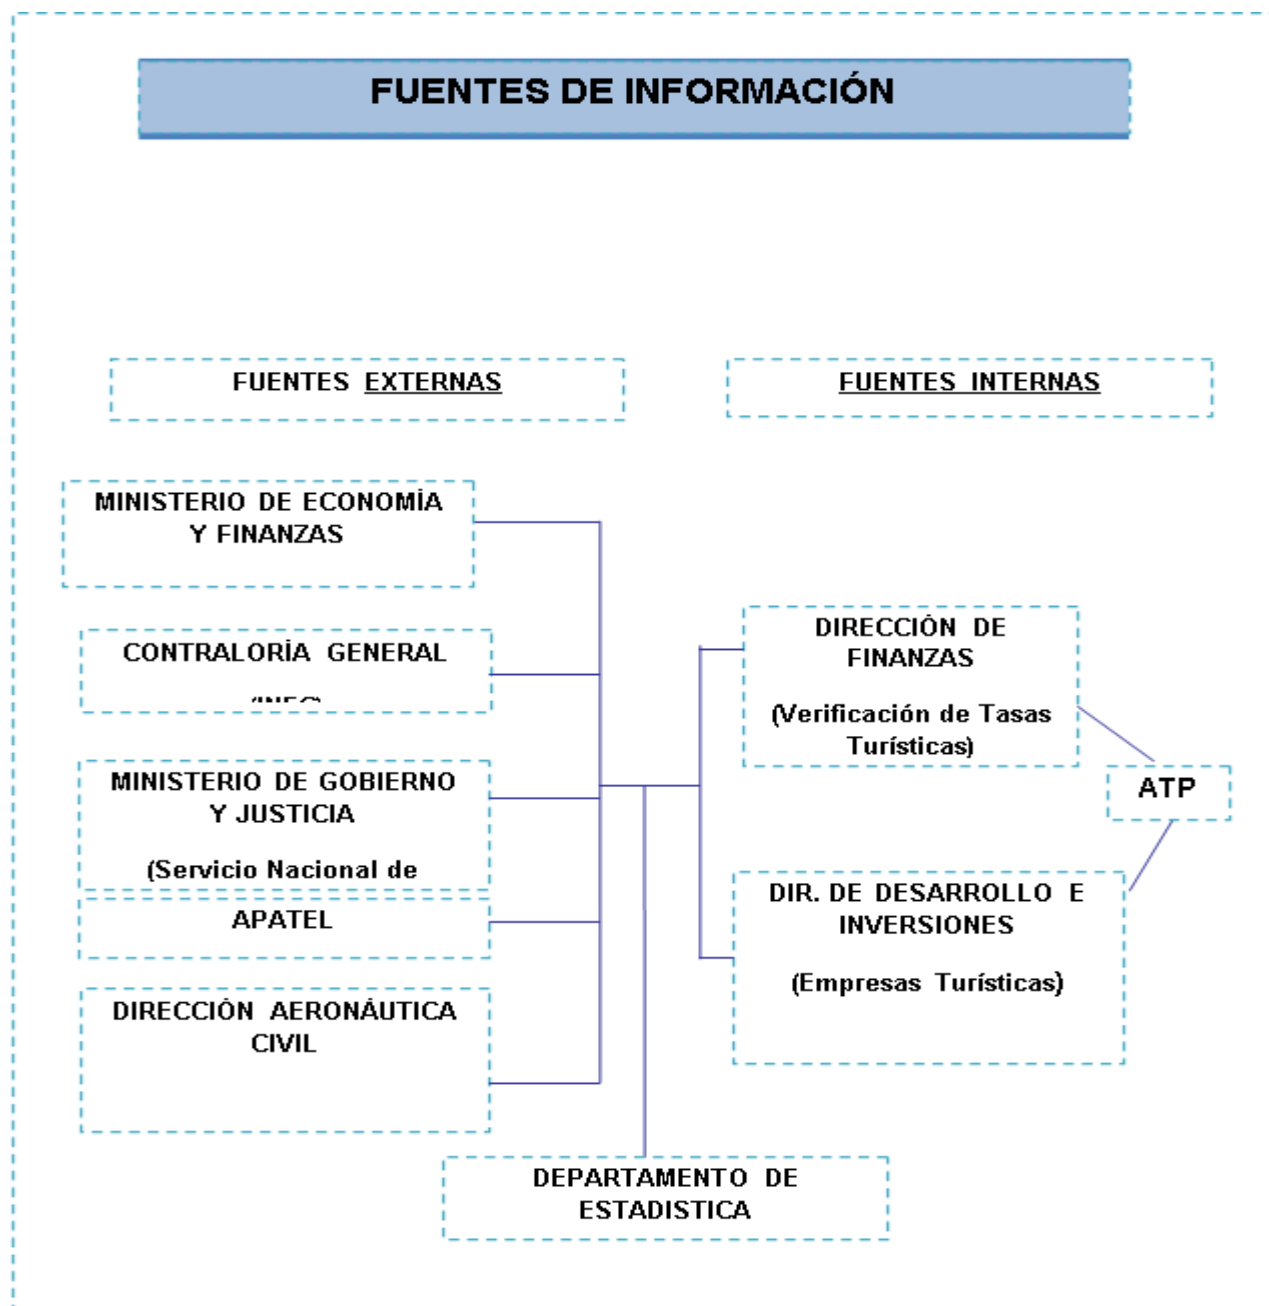 FUENTES DE INFORMACIÓN
FUENTES EXTERNAS
FUENTES INTERNAS
MINISTERIO DE ECONOMÍA
Y FINANZAS
CONTRALORÍA GENERAL
MINISTERIO DE GOBIERNO
Y JUSTICIA
(Servicio Nacional de
APATEL
DIRECCIÓN AERONÁUTICA
CIVIL
DIRECCIÓN DE
FINANZAS
(Verificación de Tasas
Turísticas)
ATP
DIR. DE DESARROLLO E
INVERSIONES
(Empresas Turísticas)
DEPARTAMENTO DE
ESTADISTICA